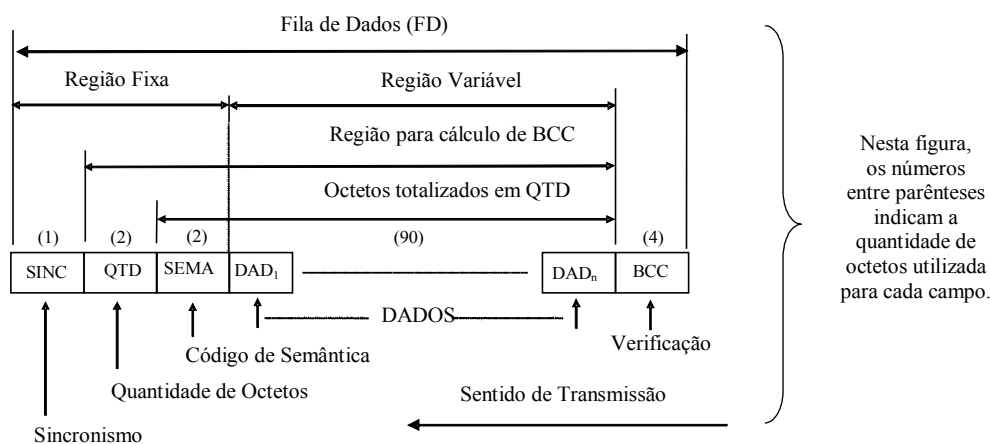 Fila de Dados (FD)
Região Fixa
Região Variável
Região para cálculo de BCC
Octetos totalizados em QTD
(1) (2) (2) (90) (4)
SINC QTD SEMA DAD₁ DADₙ BCC
DADOS
Código de Semântica
Verificação
Quantidade de Octetos
Sentido de Transmissão
Sincronismo
Nesta figura,
os números
entre parênteses
indicam a
quantidade de
octetos utilizada
para cada campo.